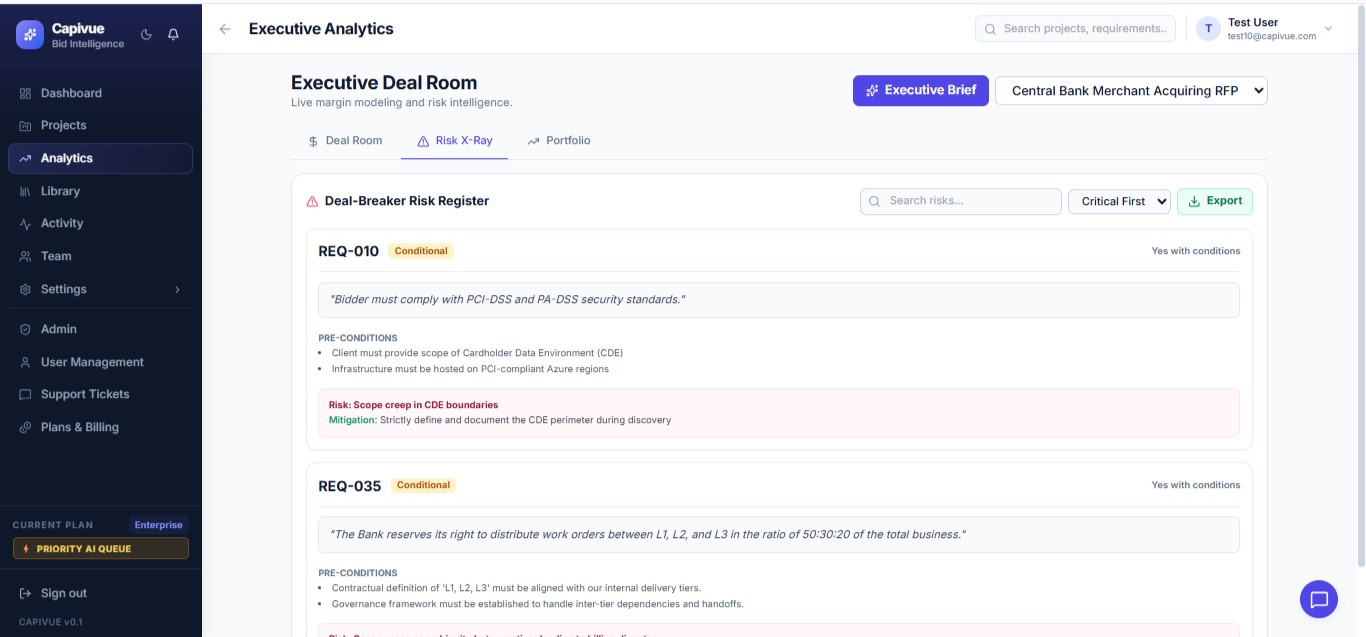 Capivue
Bid Intelligence
Dashboard
Projects
Analytics
Library
Activity
Team
Settings
Admin
User Management
Support Tickets
Plans & Billing
CURRENT PLAN Enterprise
PRIORITY AI QUEUE
Sign out
CAPIVUE v0.1
Executive Analytics
Search projects, requirements..
T
Test User
test10@capivue.com
Executive Deal Room
Live margin modeling and risk intelligence.
Executive Brief
Central Bank Merchant Acquiring RFP
Deal Room
Risk X-Ray
Portfolio
Deal-Breaker Risk Register
Search risks...
Critical First
Export
REQ-010 Conditional Yes with conditions
"Bidder must comply with PCI-DSS and PA-DSS security standards."
PRE-CONDITIONS
• Client must provide scope of Cardholder Data Environment (CDE)
• Infrastructure must be hosted on PCI-compliant Azure regions
Risk: Scope creep in CDE boundaries
Mitigation: Strictly define and document the CDE perimeter during discovery
REQ-035 Conditional Yes with conditions
"The Bank reserves its right to distribute work orders between L1, L2, and L3 in the ratio of 50:30:20 of the total business."
PRE-CONDITIONS
• Contractual definition of 'L1, L2, L3' must be aligned with our internal delivery tiers.
• Governance framework must be established to handle inter-tier dependencies and handoffs.